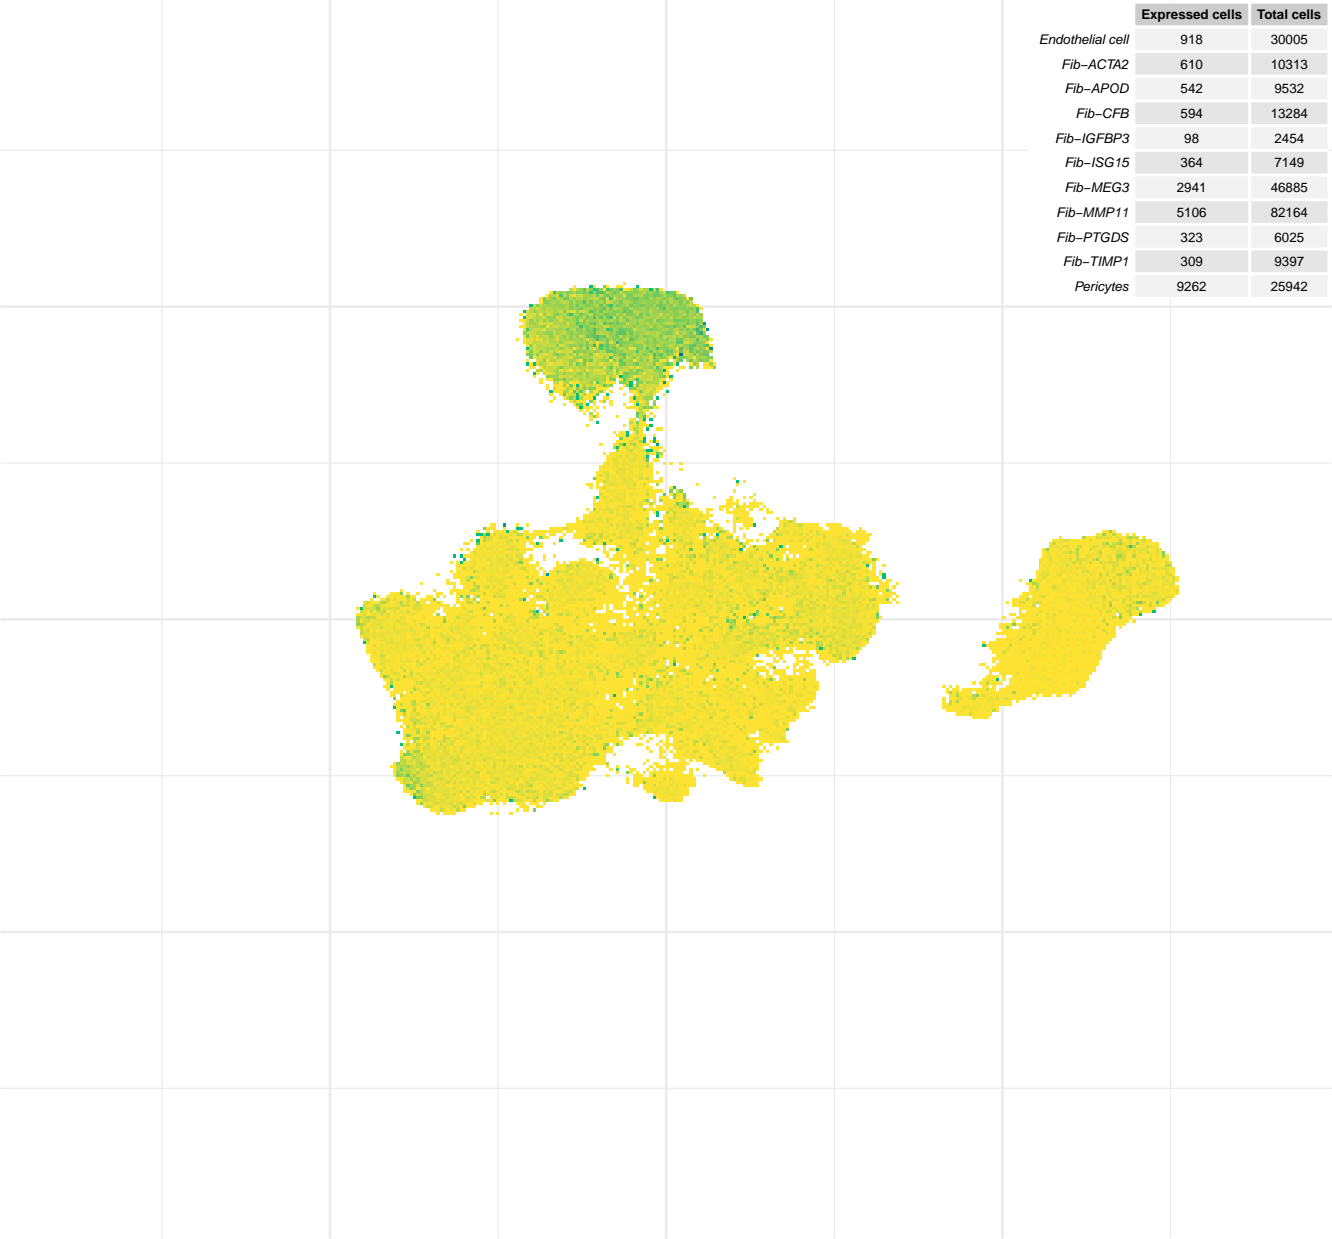 Expressed cells Total cells
Endothelial cell 918 30005
Fib−ACTA2 610 10313
Fib−APOD 542 9532
Fib−CFB 594 13284
Fib−IGFBP3 98 2454
Fib−ISG15 364 7149
Fib−MEG3 2941 46885
Fib−MMP11 5106 82164
Fib−PTGDS 323 6025
Fib−TIMP1 309 9397
Pericytes 9262 25942